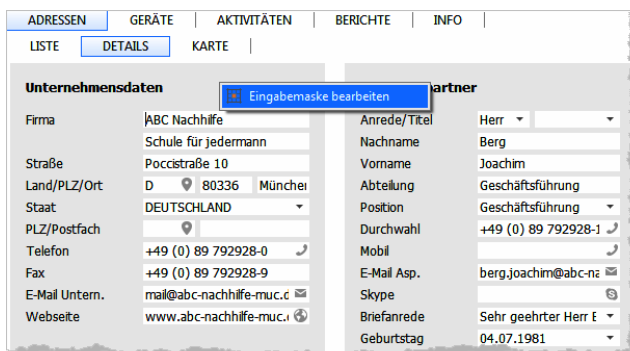 ADRESSEN GERÄTE AKTIVITÄTEN BERICHTE INFO
LISTE DETAILS KARTE
Unternehmensdaten
Eingabemaske bearbeiten
partner
Firma ABC Nachhilfe
Schule für jedermann
Straße Poccistraße 10
Land/PLZ/Ort D 80336 Müncher
Staat DEUTSCHLAND
PLZ/Postfach
Telefon +49 (0) 89 792928-0
Fax +49 (0) 89 792928-9
E-Mail Untern. mail@abc-nachhilfe-muc.d
Webseite www.abc-nachhilfe-muc.
Anrede/Titel Herr
Nachname Berg
Vorname Joachim
Abteilung Geschäftsführung
Position Geschäftsführung
Durchwahl +49 (0) 89 792928-1
Mobil
E-Mail Asp. berg.joachim@abc-na
Skype
Briefanrede Sehr geehrter Herr B
Geburtstag 04.07.1981